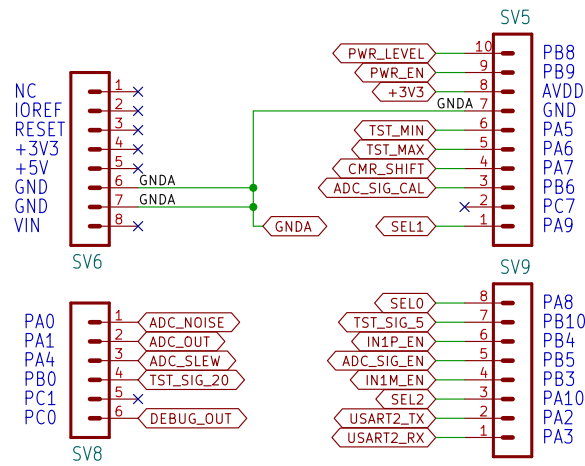 SV5
PWR_LEVEL 10 PB8
PWR_EN 9 PB9
+3V3 8 AVDD
GNDA 7 GND
TST_MIN 6 PA5
TST_MAX 5 PA6
CMR_SHIFT 4 PA7
ADC_SIG_CAL 3 PB6
2 PC7
SEL1 1 PA9
NC 1
IOREF 2
RESET 3
+3V3 4
+5V 5
GND 6 GNDA
GND 7 GNDA
VIN 8
GNDA
SV6
SV9
SEL0 8 PA8
TST_SIG_5 7 PB10
IN1P_EN 6 PB4
ADC_SIG_EN 5 PB5
IN1M_EN 4 PB3
SEL2 3 PA10
USART2_TX 2 PA2
USART2_RX 1 PA3
PA0 1 ADC_NOISE
PA1 2 ADC_OUT
PA4 3 ADC_SLEW
PB0 4 TST_SIG_20
PC1 5
PC0 6 DEBUG_OUT
SV8